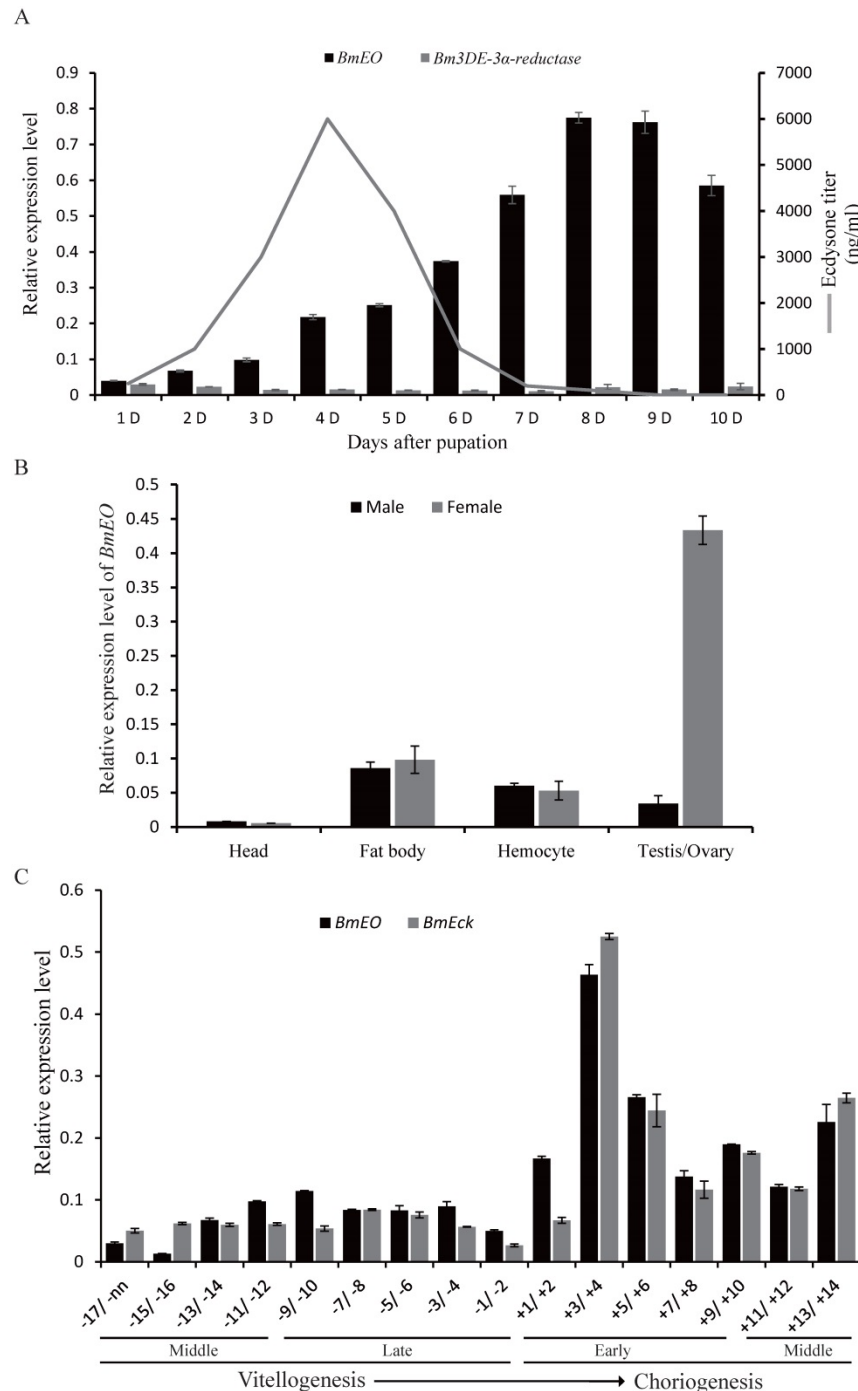 A
BmEO Bm3DE-3α-reductase
0.9
0.8
0.7
0.6
0.5
0.4
0.3
0.2
0.1
0
Relative expression level
7000
6000
5000
4000
3000
2000
1000
0
Ecdysone titer
(ng/ml)
1 D 2 D 3 D 4 D 5 D 6 D 7 D 8 D 9 D 10 D
Days after pupation
B
Male Female
0.5
0.45
0.4
0.35
0.3
0.25
0.2
0.15
0.1
0.05
0
Relative expression level of BmEO
Head Fat body Hemocyte Testis/Ovary
C
BmEO BmEck
0.6
0.5
0.4
0.3
0.2
0.1
0
Relative expression level
-17/ -nn -15/ -16 -13/ -14 -11/ -12 -9/ -10 -7/ -8 -5/ -6 -3/ -4 -1/ -2 +1/ +2 +3/ +4 +5/ +6 +7/ +8 +9/ +10 +11/ +12 +13/ +14
Middle Late Early Middle
Vitellogenesis Choriogenesis